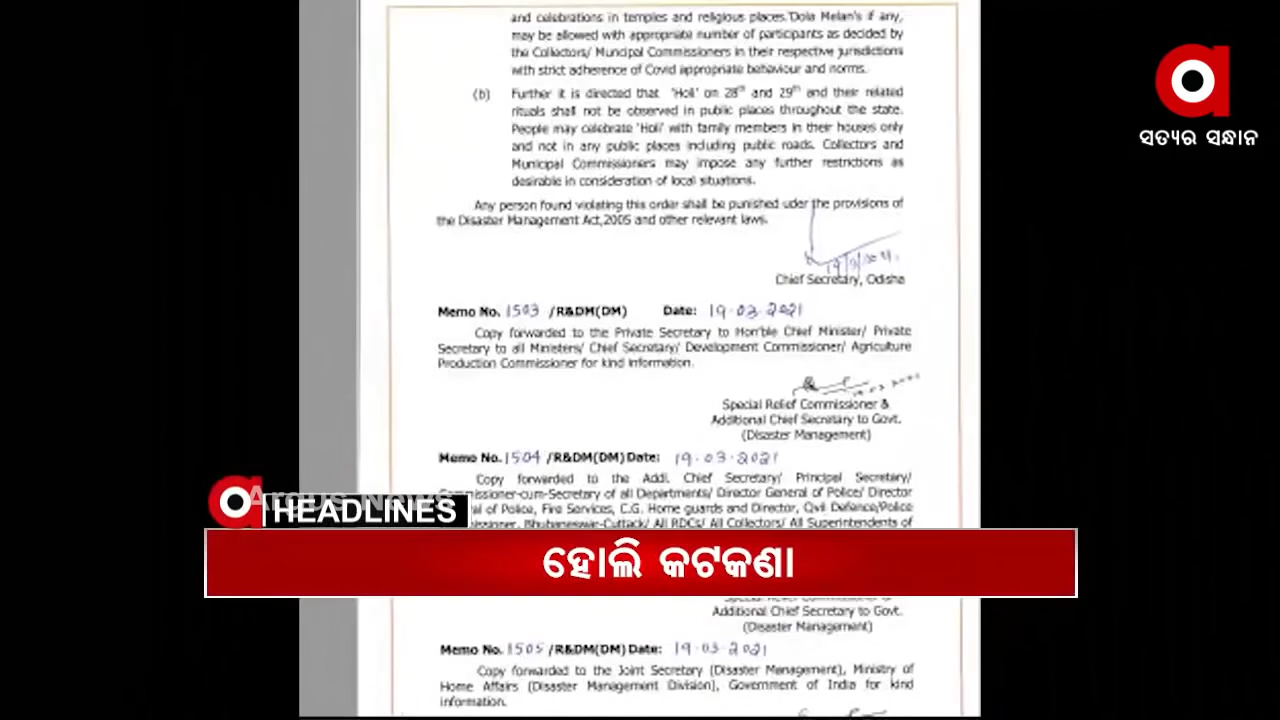 and celebrations in temples and religious places.'Dola Melan's if any,
may be allowed with appropriate number of participants as decided by
the Collectors/ Muncipal Commissioners in their respective jurisdictions
with strict adherence of Covid appropriate behaviour and norms.
(b) Further it is directed that 'Holi' on 28th and 29th and their related
rituals shall not be observed in public places throughout the state.
People may celebrate 'Holi' with family members in their houses only
and not in any public places including public roads. Collectors and
Municipal Commissioners may impose any further restrictions as
desirable in consideration of local situations.
Any person found violating this order shall be punished uder the provisions of
the Disaster Management Act,2005 and other relevant laws.
Chief Secretary, Odisha
Memo No. 1503 /R&DM(DM) Date: 19.03.2021
Copy forwarded to the Private Secretary to Hon'ble Chief Minister/ Private
Secretary to all Ministers/ Chief Secretary/ Development Commissioner/ Agriculture
Production Commissioner for kind information.
Special Relief Commissioner &
Additional Chief Secretary to Govt.
(Disaster Management)
Memo No. 1504 /R&DM(DM) Date: 19.03.2021
Copy forwarded to the Addl. Chief Secretary/ Principal Secretary/
Commissioner-cum-Secretary of all Departments/ Director General of Police/ Director
of Police, Fire Services, C.G. Home guards and Director, Civil Defence/Police
Bhubaneswar-Cuttack/ All RDCs/ All Collectors/ All Superintendents of
Argus News
HEADLINES
ହୋଲି କଟକଣା
Special Relief Commissioner &
Additional Chief Secretary to Govt.
(Disaster Management)
Memo No. 1505 /R&DM(DM) Date: 19.03.2021
Copy forwarded to the Joint Secretary (Disaster Management), Ministry of
Home Affairs (Disaster Management Division), Government of India for kind
information.
ସତ୍ୟର ସନ୍ଧାନ